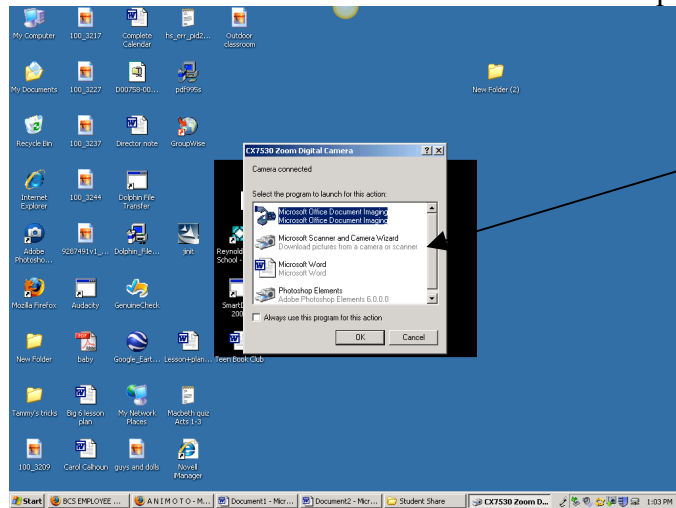 My Computer
100_3217
Complete
Calendar
hs_err_pid2...
Outdoor
classroom
My Documents
100_3227
D00758-00...
pdf995s
New Folder (2)
Recycle Bin
100_3237
Director note
GroupWise
CX7530 Zoom Digital Camera
Camera connected
Select the program to launch for this action:
Microsoft Office Document Imaging
Microsoft Office Document Imaging
Microsoft Scanner and Camera Wizard
Download pictures from a camera or scanner
Microsoft Word
Microsoft Word
Photoshop Elements
Adobe Photoshop Elements 6.0.0.0
Always use this program for this action
OK
Cancel
Internet
Explorer
100_3244
Dolphin File
Transfer
Adobe
Photosho...
9287491v1_...
Dolphin_File...
jinit
Reynold
School -
Mozilla Firefox
Audacity
GenuineCheck
Smart
200
New Folder
baby
Google_Eart...
Lesson+plan...
Teen Book Club
Tammy's tricks
Big 6 lesson
plan
My Network
Places
Macbeth quiz
Acts 1-3
100_3209
Carol Calhoun
guys and dolls
Novell
iManager
Start
BCS EMPLOYEE ...
A N I M O T O - M...
Document1 - Micr...
Document2 - Micr...
Student Share
CX7530 Zoom D...
1:03 PM